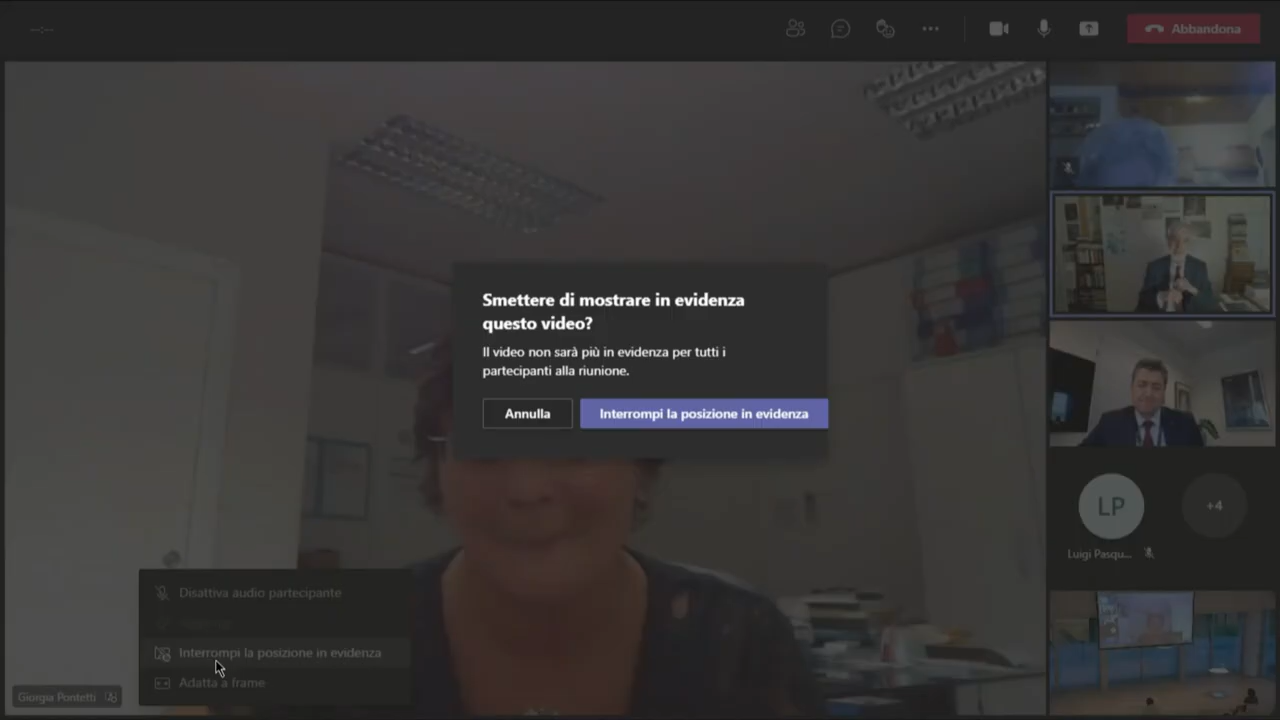 --:--
Abbandona
Smettere di mostrare in evidenza
questo video?
Il video non sarà più in evidenza per tutti i
partecipanti alla riunione.
Annulla
Interrompi la posizione in evidenza
LP
+4
Luigi Pasqu...
Disattiva audio partecipante
Interrompi la posizione in evidenza
Adatta a frame
Giorgia Pontetti